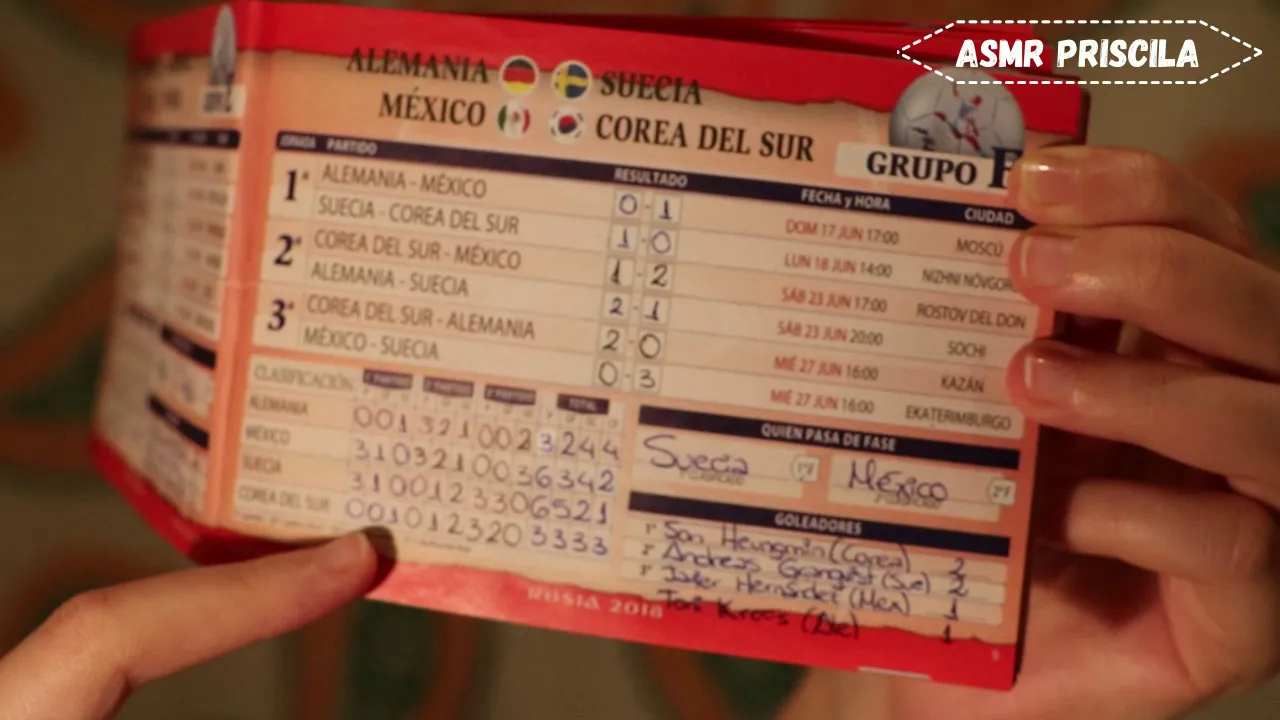 ASMR PRISCILA
ALEMANIA SUECIA
MÉXICO COREA DEL SUR
GRUPO F
JORNADA PARTIDO RESULTADO FECHA y HORA CIUDAD
1ª ALEMANIA - MÉXICO 0 - 1 DOM 17 JUN 17:00 MOSCÚ
SUECIA - COREA DEL SUR 1 - 0 LUN 18 JUN 14:00 NIZHNI NÓVGOR
2ª COREA DEL SUR - MÉXICO 1 - 2 SÁB 23 JUN 17:00 ROSTOV DEL DON
ALEMANIA - SUECIA 2 - 1 SÁB 23 JUN 20:00 SOCHI
3ª COREA DEL SUR - ALEMANIA 2 - 0 MIÉ 27 JUN 16:00 KAZÁN
MÉXICO - SUECIA 0 - 3 MIÉ 27 JUN 16:00 EKATERIMBURGO
CLASIFICACIÓN 1º PARTIDO 2º PARTIDO 3º PARTIDO TOTAL
ALEMANIA 0 0 1 3 2 1 0 0 2 3 2 4 4
MÉXICO 3 1 0 3 2 1 0 0 3 6 3 4 2
SUECIA 3 1 0 0 1 2 3 3 0 6 5 2 1
COREA DEL SUR 0 0 1 0 1 2 3 2 0 3 3 3 3
QUIEN PASA DE FASE
Suecia 1ºF México 2ºF
GOLEADORES
1º Son Heungmin (Corea) 2
2º Andreas Granqvist (Sue) 2
3º Javier Hernández (Mex) 1
Toni Kroos (Ale) 1
RUSIA 2018